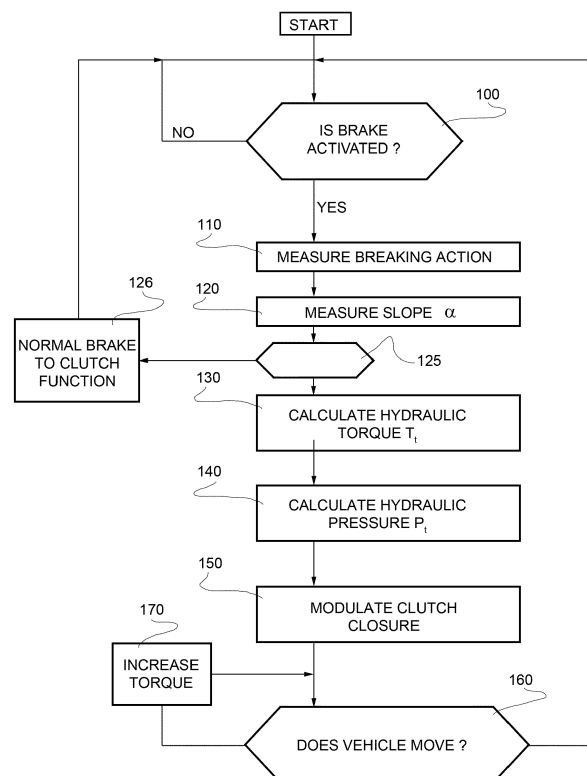 START
100
IS BRAKE
ACTIVATED ?
NO
YES
110
MEASURE BREAKING ACTION
120
MEASURE SLOPE α
126
NORMAL BRAKE
TO CLUTCH
FUNCTION
125
130
CALCULATE HYDRAULIC
TORQUE Tt
140
CALCULATE HYDRAULIC
PRESSURE Pt
150
MODULATE CLUTCH
CLOSURE
170
INCREASE
TORQUE
160
DOES VEHICLE MOVE ?